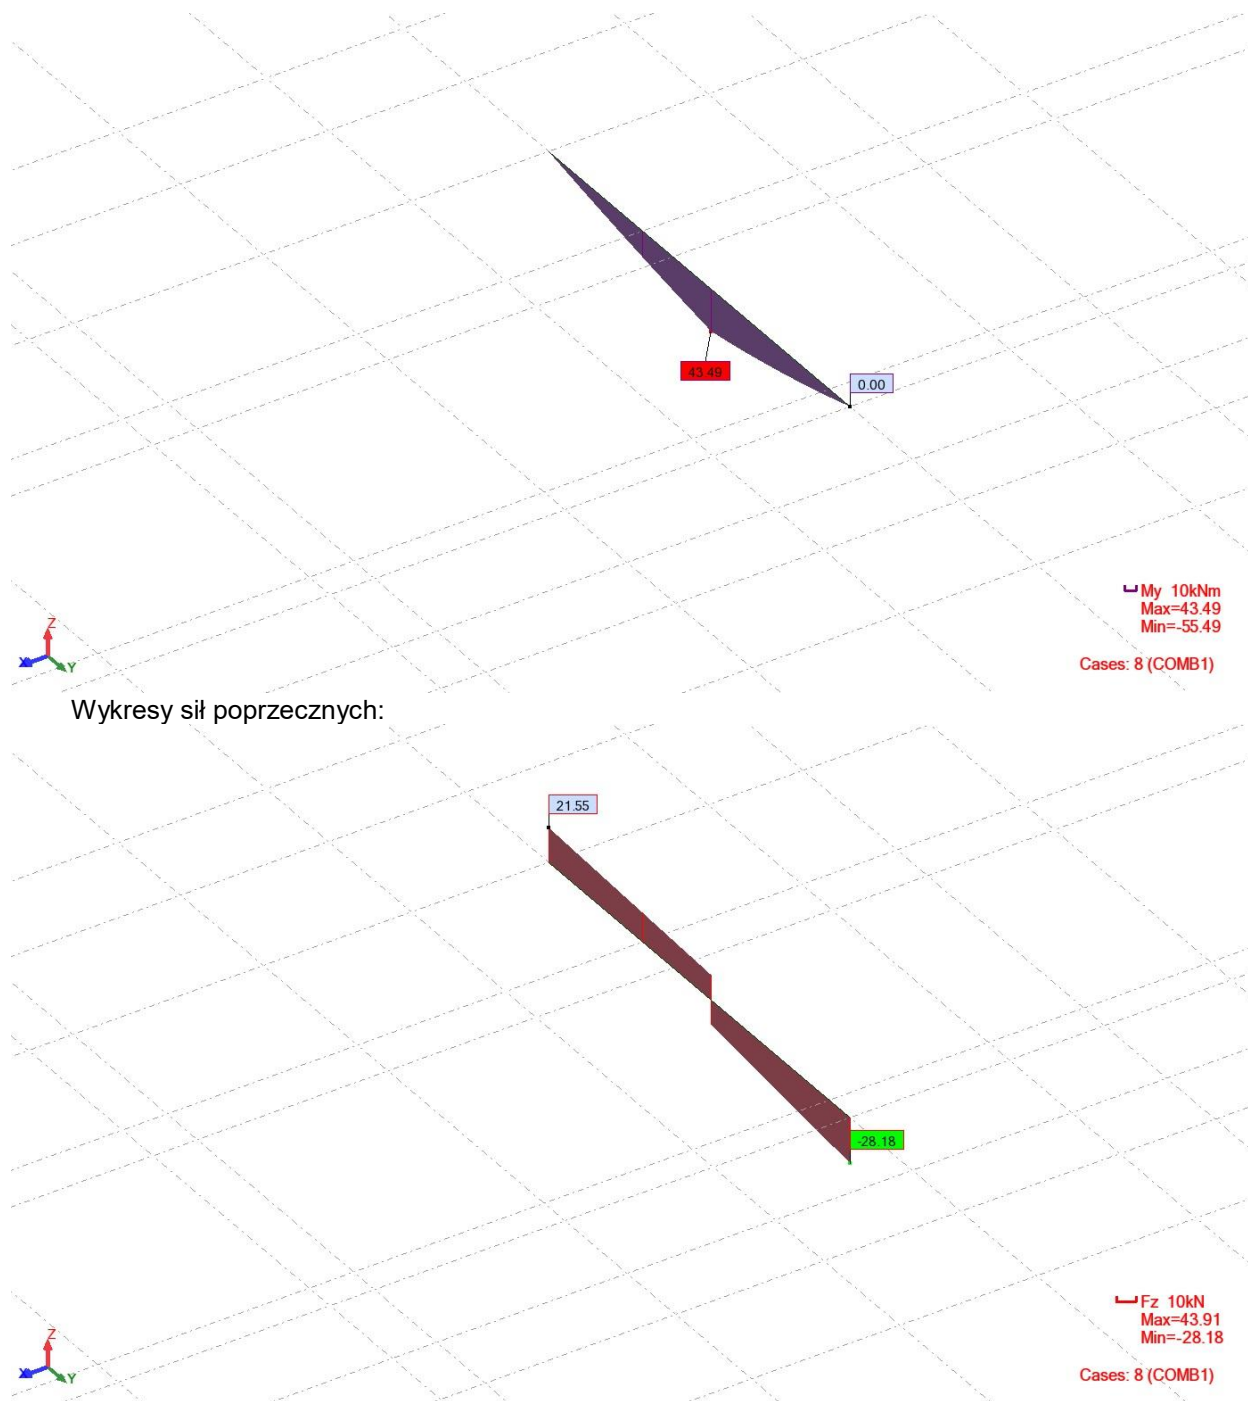 43.49
0.00
My 10kNm
Max=43.49
Min=-55.49
Cases: 8 (COMB1)
Z
X
Y
Wykresy sił poprzecznych:
21.55
-28.18
Fz 10kN
Max=43.91
Min=-28.18
Cases: 8 (COMB1)
Z
X
Y